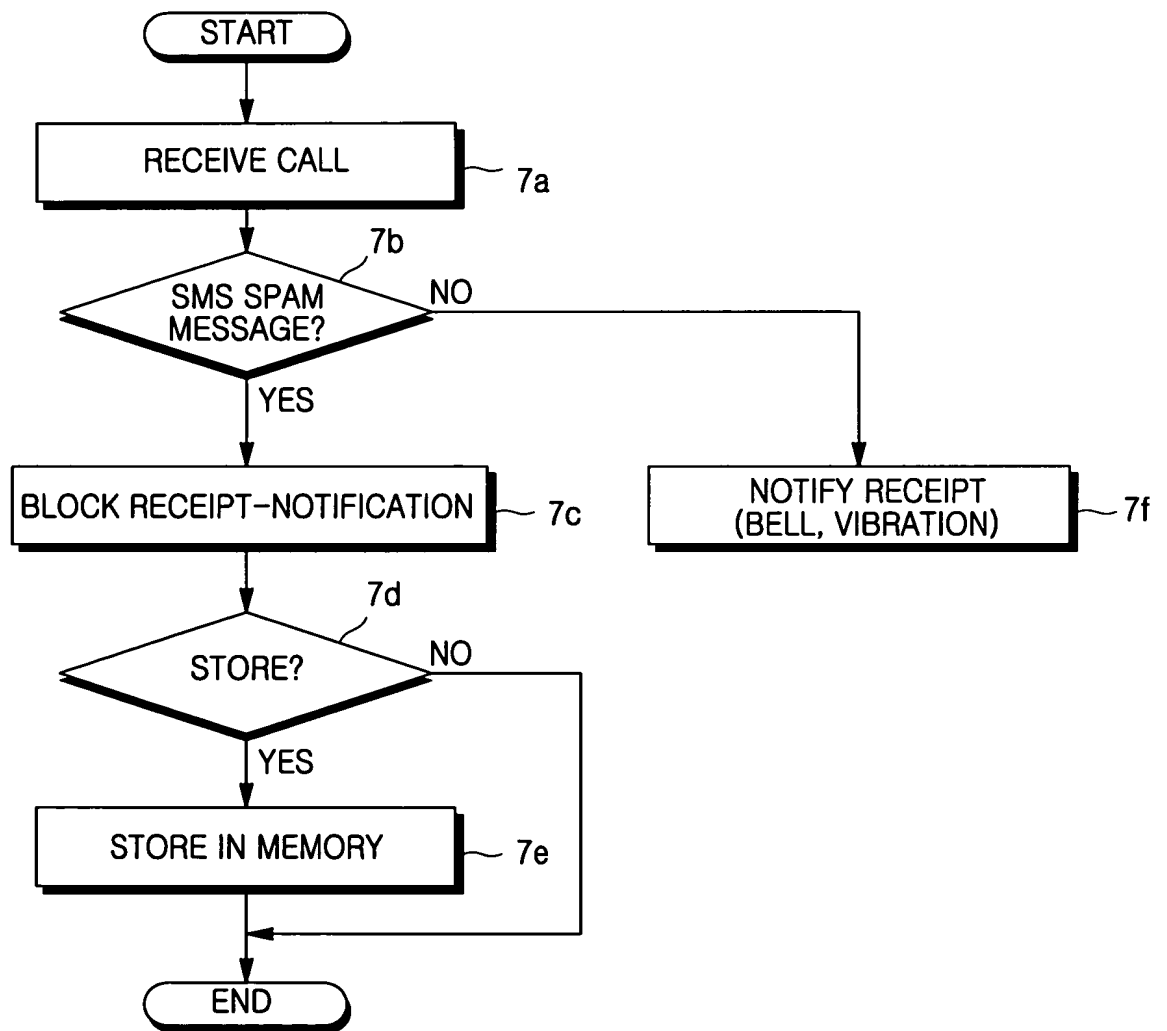 START
RECEIVE CALL
7a
7b
SMS SPAM
MESSAGE?
NO
YES
BLOCK RECEIPT-NOTIFICATION
7c
NOTIFY RECEIPT
(BELL, VIBRATION)
7f
7d
STORE?
NO
YES
STORE IN MEMORY
7e
END